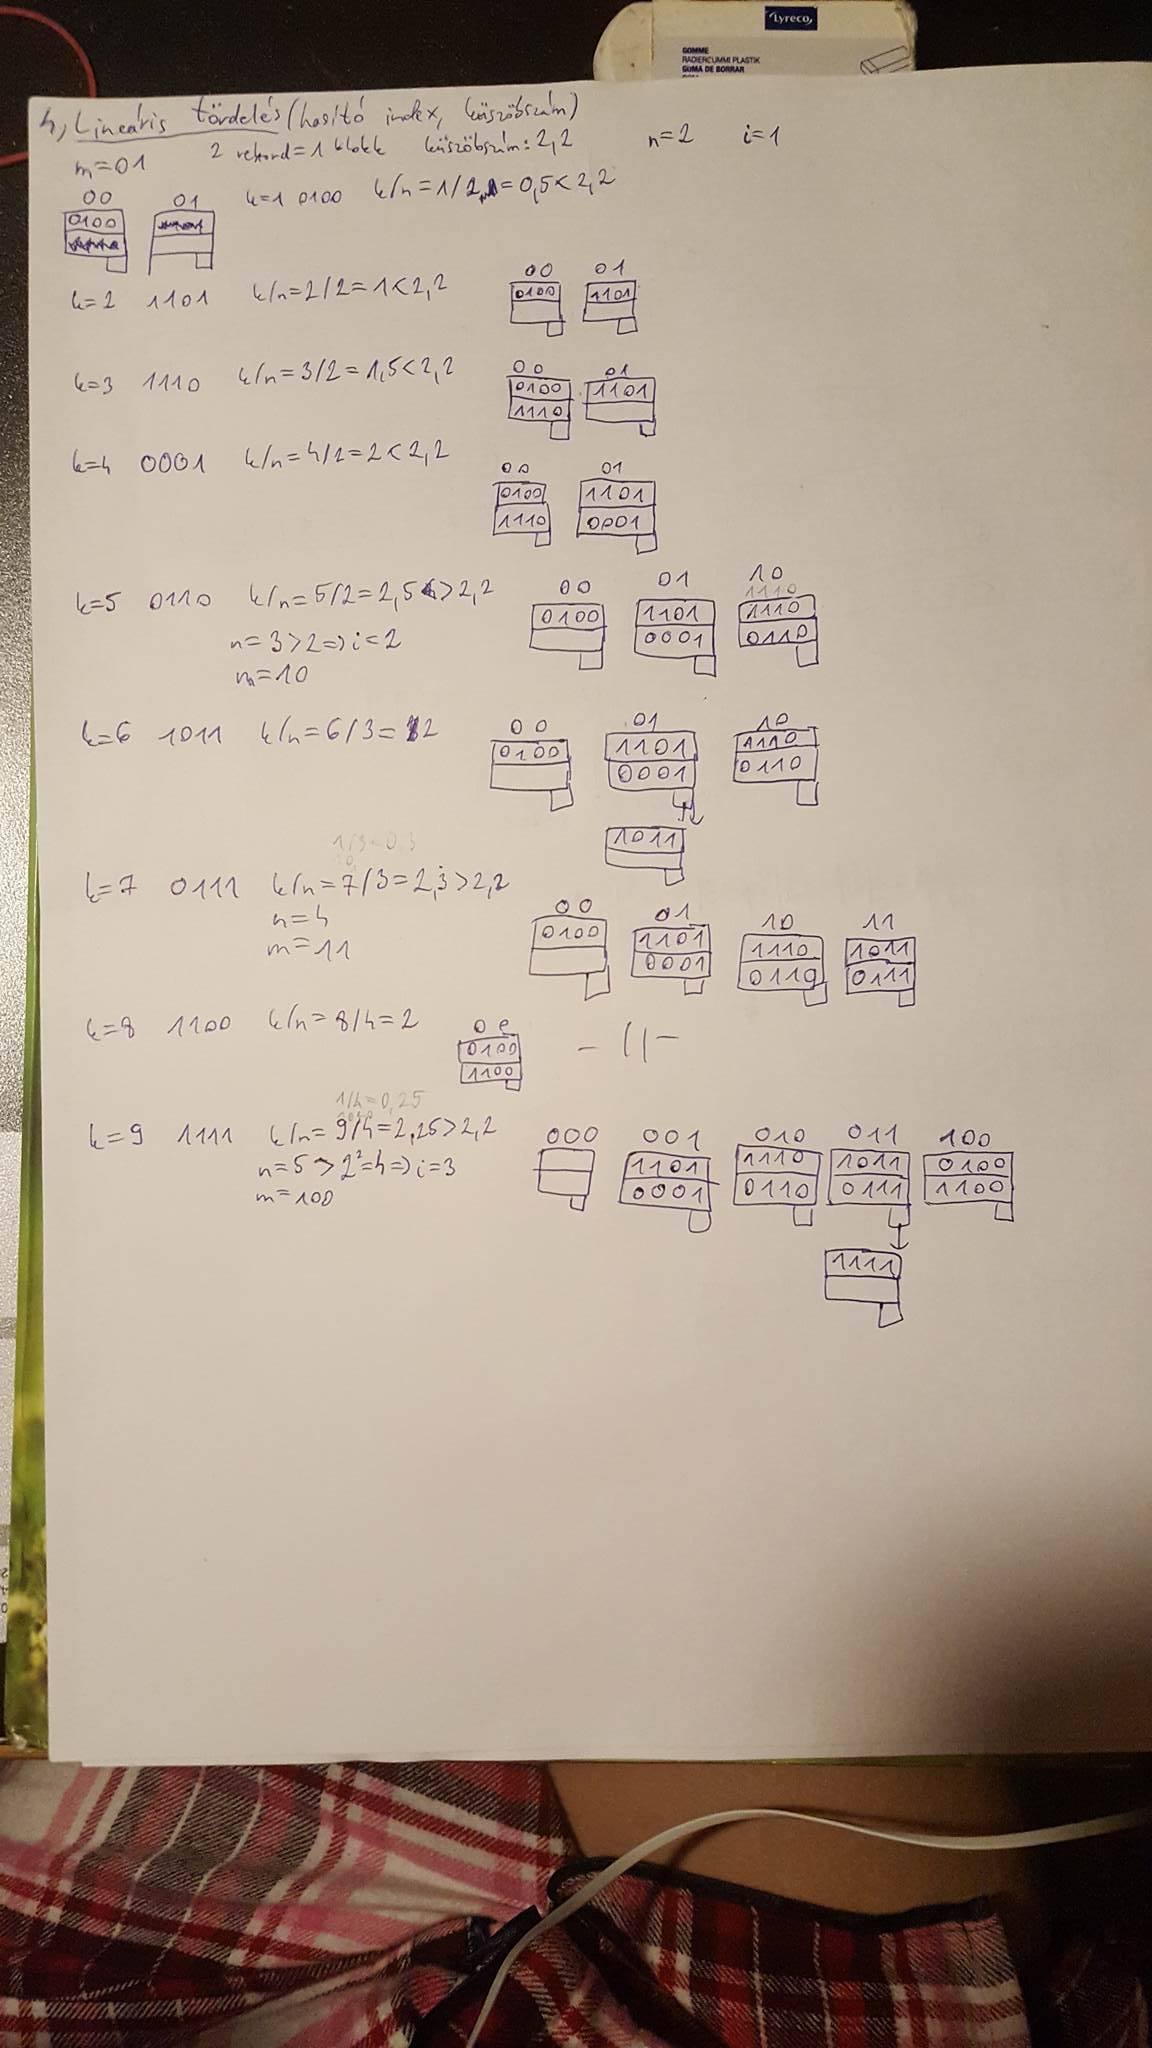 Lyreco
GOMME
RADIERGUMMI PLASTIK
GOMA DE BORRAR
4, Lineáris tördelés (hasító index, küszöbszám)
m=01 2 rekord=1 blokk küszöbszám: 2,2 n=2 i=1
00 01 k=1 0100 k/n=1/2=0,5<2,2
0100
k=2 1101 k/n=2/2=1<2,2 00 01
0100 1101
k=3 1110 k/n=3/2=1,5<2,2 00 01
0100 1101
1110
k=4 0001 k/n=4/2=2<2,2 00 01
0100 1101
1110 0001
k=5 0110 k/n=5/2=2,5>2,2 00 01 10
1110
0100 1101 1110
0001 0110
n=3>2=>i=2
m=10
k=6 1011 k/n=6/3=2 00 01 10
0100 1101 1110
0001 0110
1011
1/3=0,3
k=7 0111 k/n=7/3=2,3>2,2
n=4
m=11
00 01 10 11
0100 1101 1110 1011
0001 0110 0111
k=8 1100 k/n=8/4=2 00 -11-
0100
1100
1/4=0,25
k=9 1111 k/n=9/4=2,25>2,2 000 001 010 011 100
n=5>2²=4=>i=3
m=100
1101 1110 1011 0100
0001 0110 0111 1100
1111